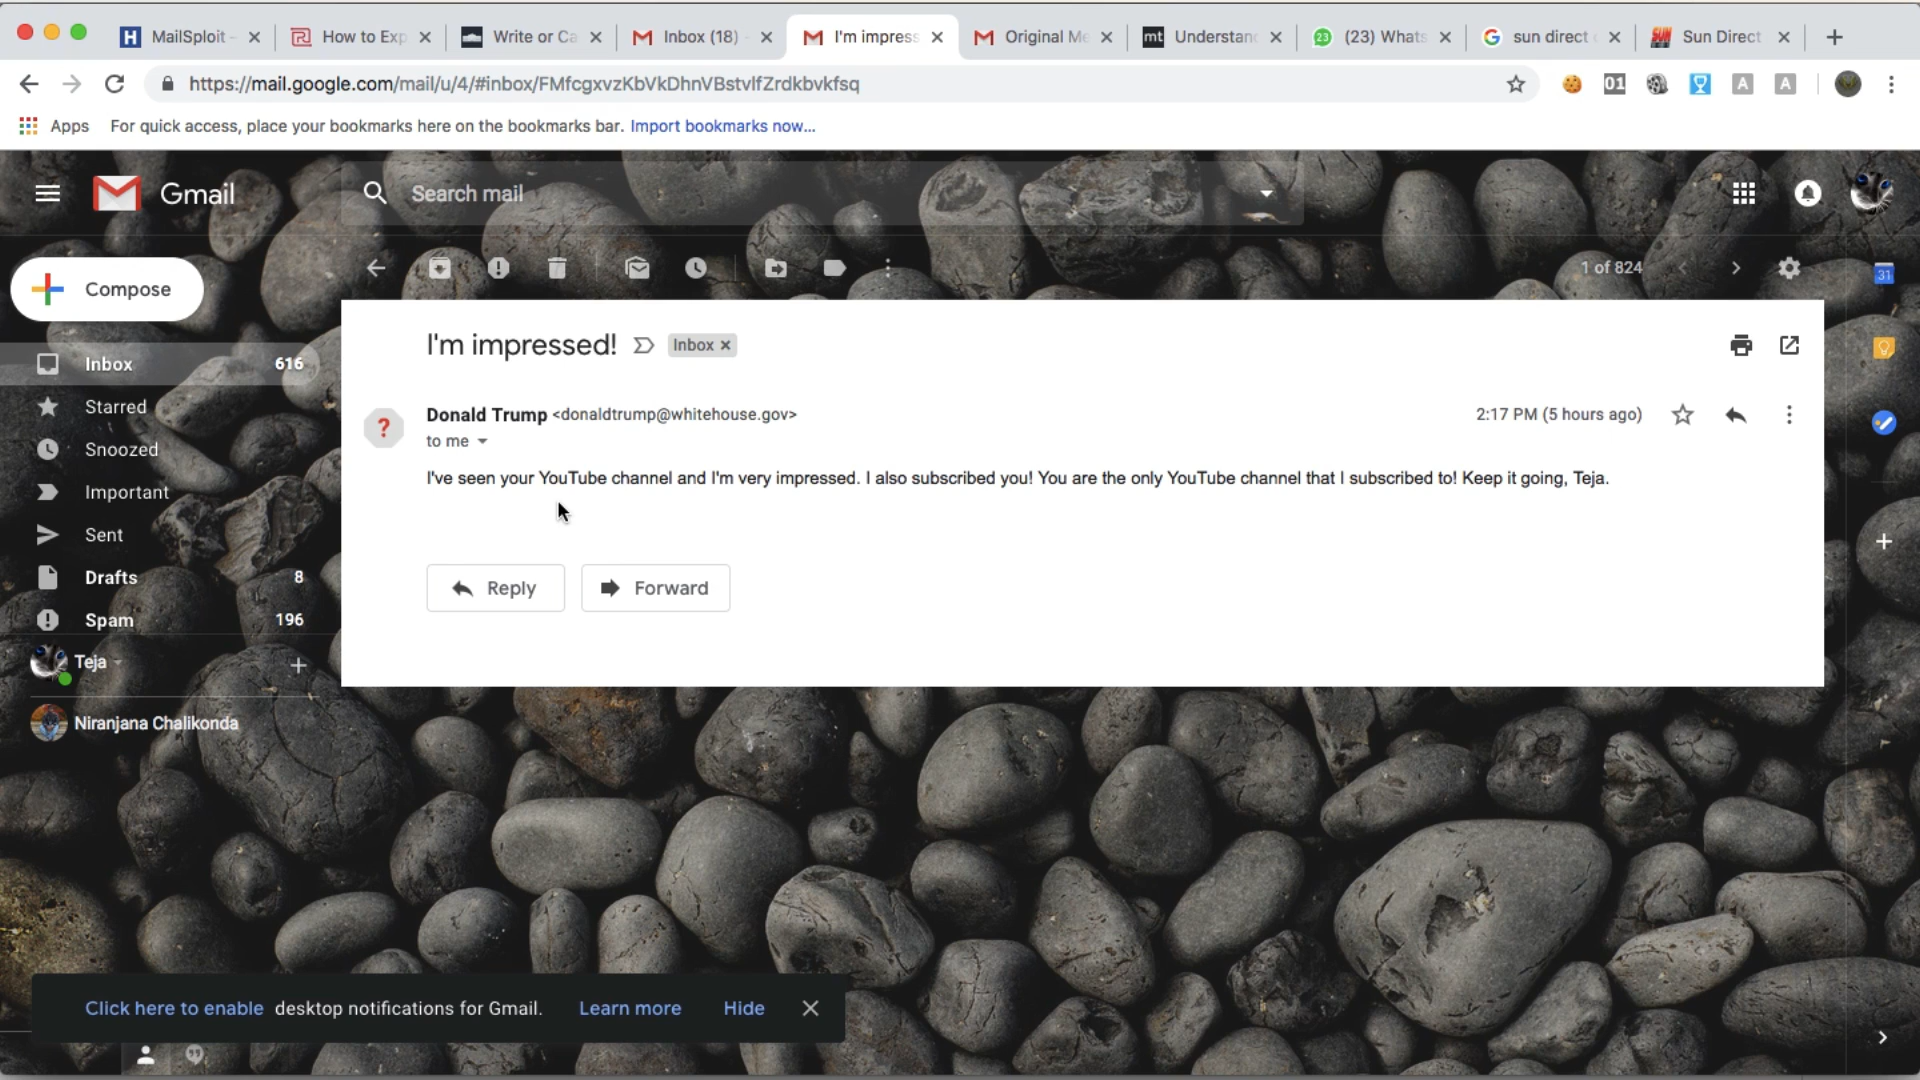 MailSploit -
How to Exp
Write or Ca
Inbox (18) -
I'm impress
Original Me
mt
Understan
23
(23) Whats
sun direct
Sun Direct
https://mail.google.com/mail/u/4/#inbox/FMfcgxvzKbVkDhnVBstvlfZrdkbvkfsq
01
A
A
Apps
For quick access, place your bookmarks here on the bookmarks bar. Import bookmarks now...
Gmail
Search mail
1 of 824
31
Compose
I'm impressed!
Inbox x
Inbox 616
Starred
Snoozed
Important
Sent
Drafts 8
Spam 196
Teja
Niranjana Chalikonda
?
Donald Trump <donaldtrump@whitehouse.gov>
2:17 PM (5 hours ago)
to me
I've seen your YouTube channel and I'm very impressed. I also subscribed you! You are the only YouTube channel that I subscribed to! Keep it going, Teja.
Reply
Forward
Click here to enable desktop notifications for Gmail. Learn more Hide